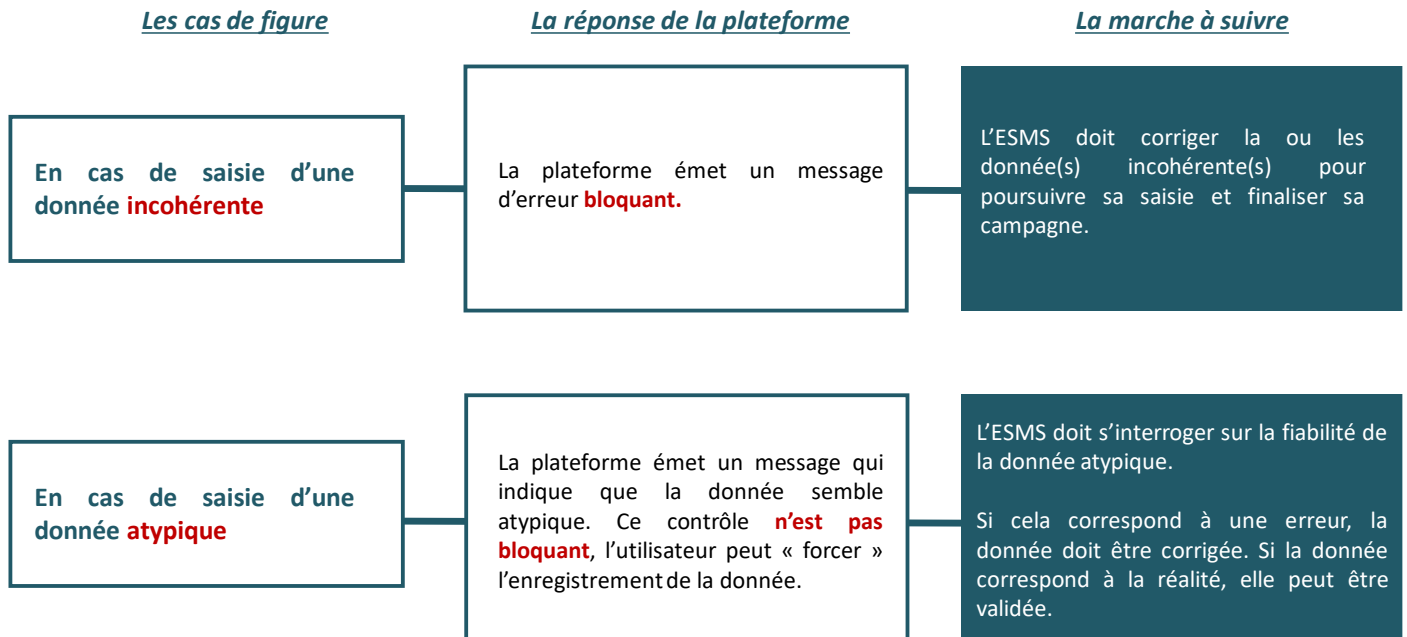 Les cas de figure
La réponse de la plateforme
La marche à suivre
En cas de saisie d’une
donnée incohérente
La plateforme émet un message
d’erreur bloquant.
L’ESMS doit corriger la ou les
donnée(s) incohérente(s) pour
poursuivre sa saisie et finaliser sa
campagne.
En cas de saisie d’une
donnée atypique
La plateforme émet un message qui
indique que la donnée semble
atypique. Ce contrôle n’est pas
bloquant, l’utilisateur peut « forcer »
l’enregistrement de la donnée.
L’ESMS doit s’interroger sur la fiabilité de
la donnée atypique.
Si cela correspond à une erreur, la
donnée doit être corrigée. Si la donnée
correspond à la réalité, elle peut être
validée.